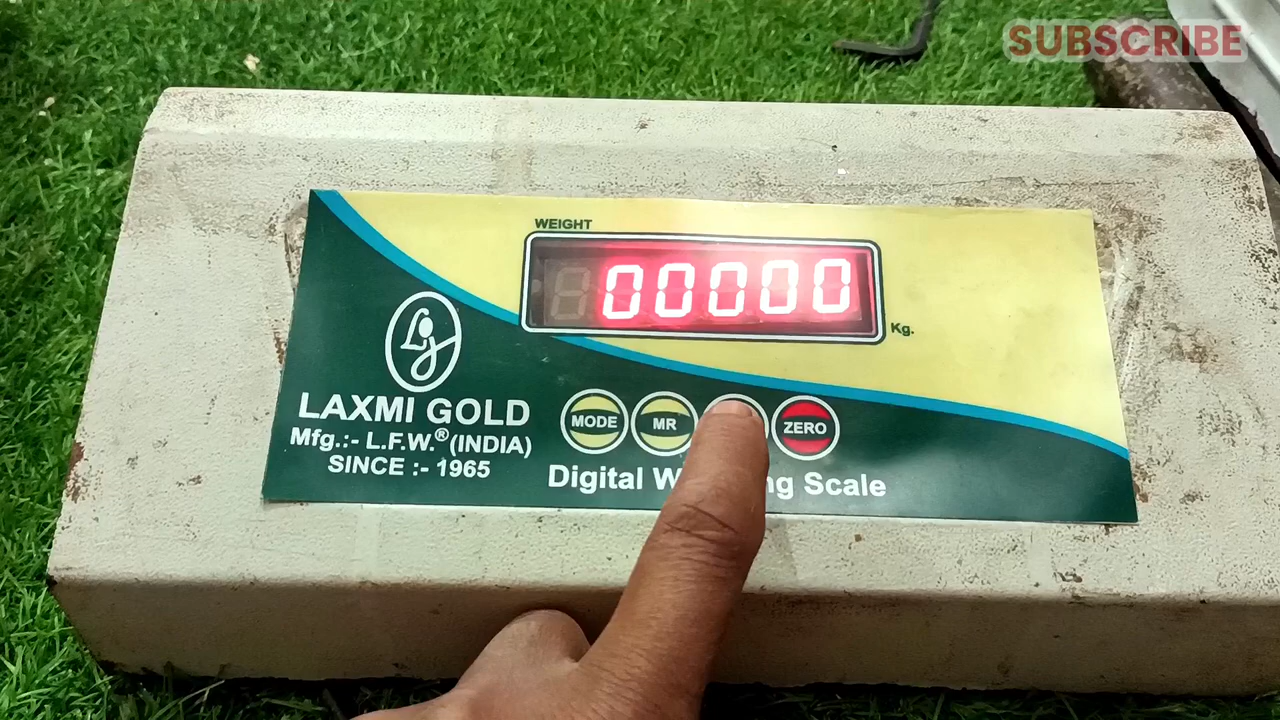 SUBSCRIBE
WEIGHT
00000
Kg.
LAXMI GOLD
Mfg.:- L.F.W.® (INDIA)
SINCE :- 1965
MODE
MR
ZERO
Digital Scale